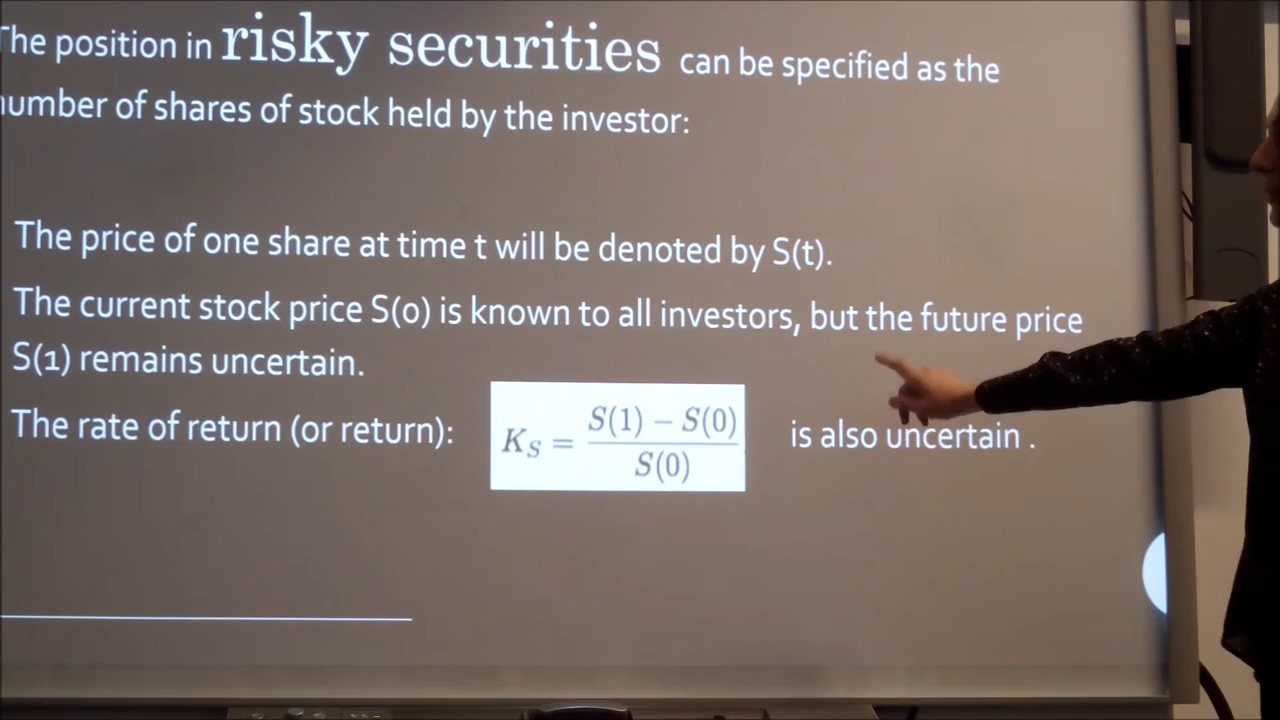 The position in risky securities can be specified as the
number of shares of stock held by the investor:
The price of one share at time t will be denoted by S(t).
The current stock price S(0) is known to all investors, but the future price
S(1) remains uncertain.
The rate of return (or return): K_S = \frac{S(1) - S(0)}{S(0)} is also uncertain .